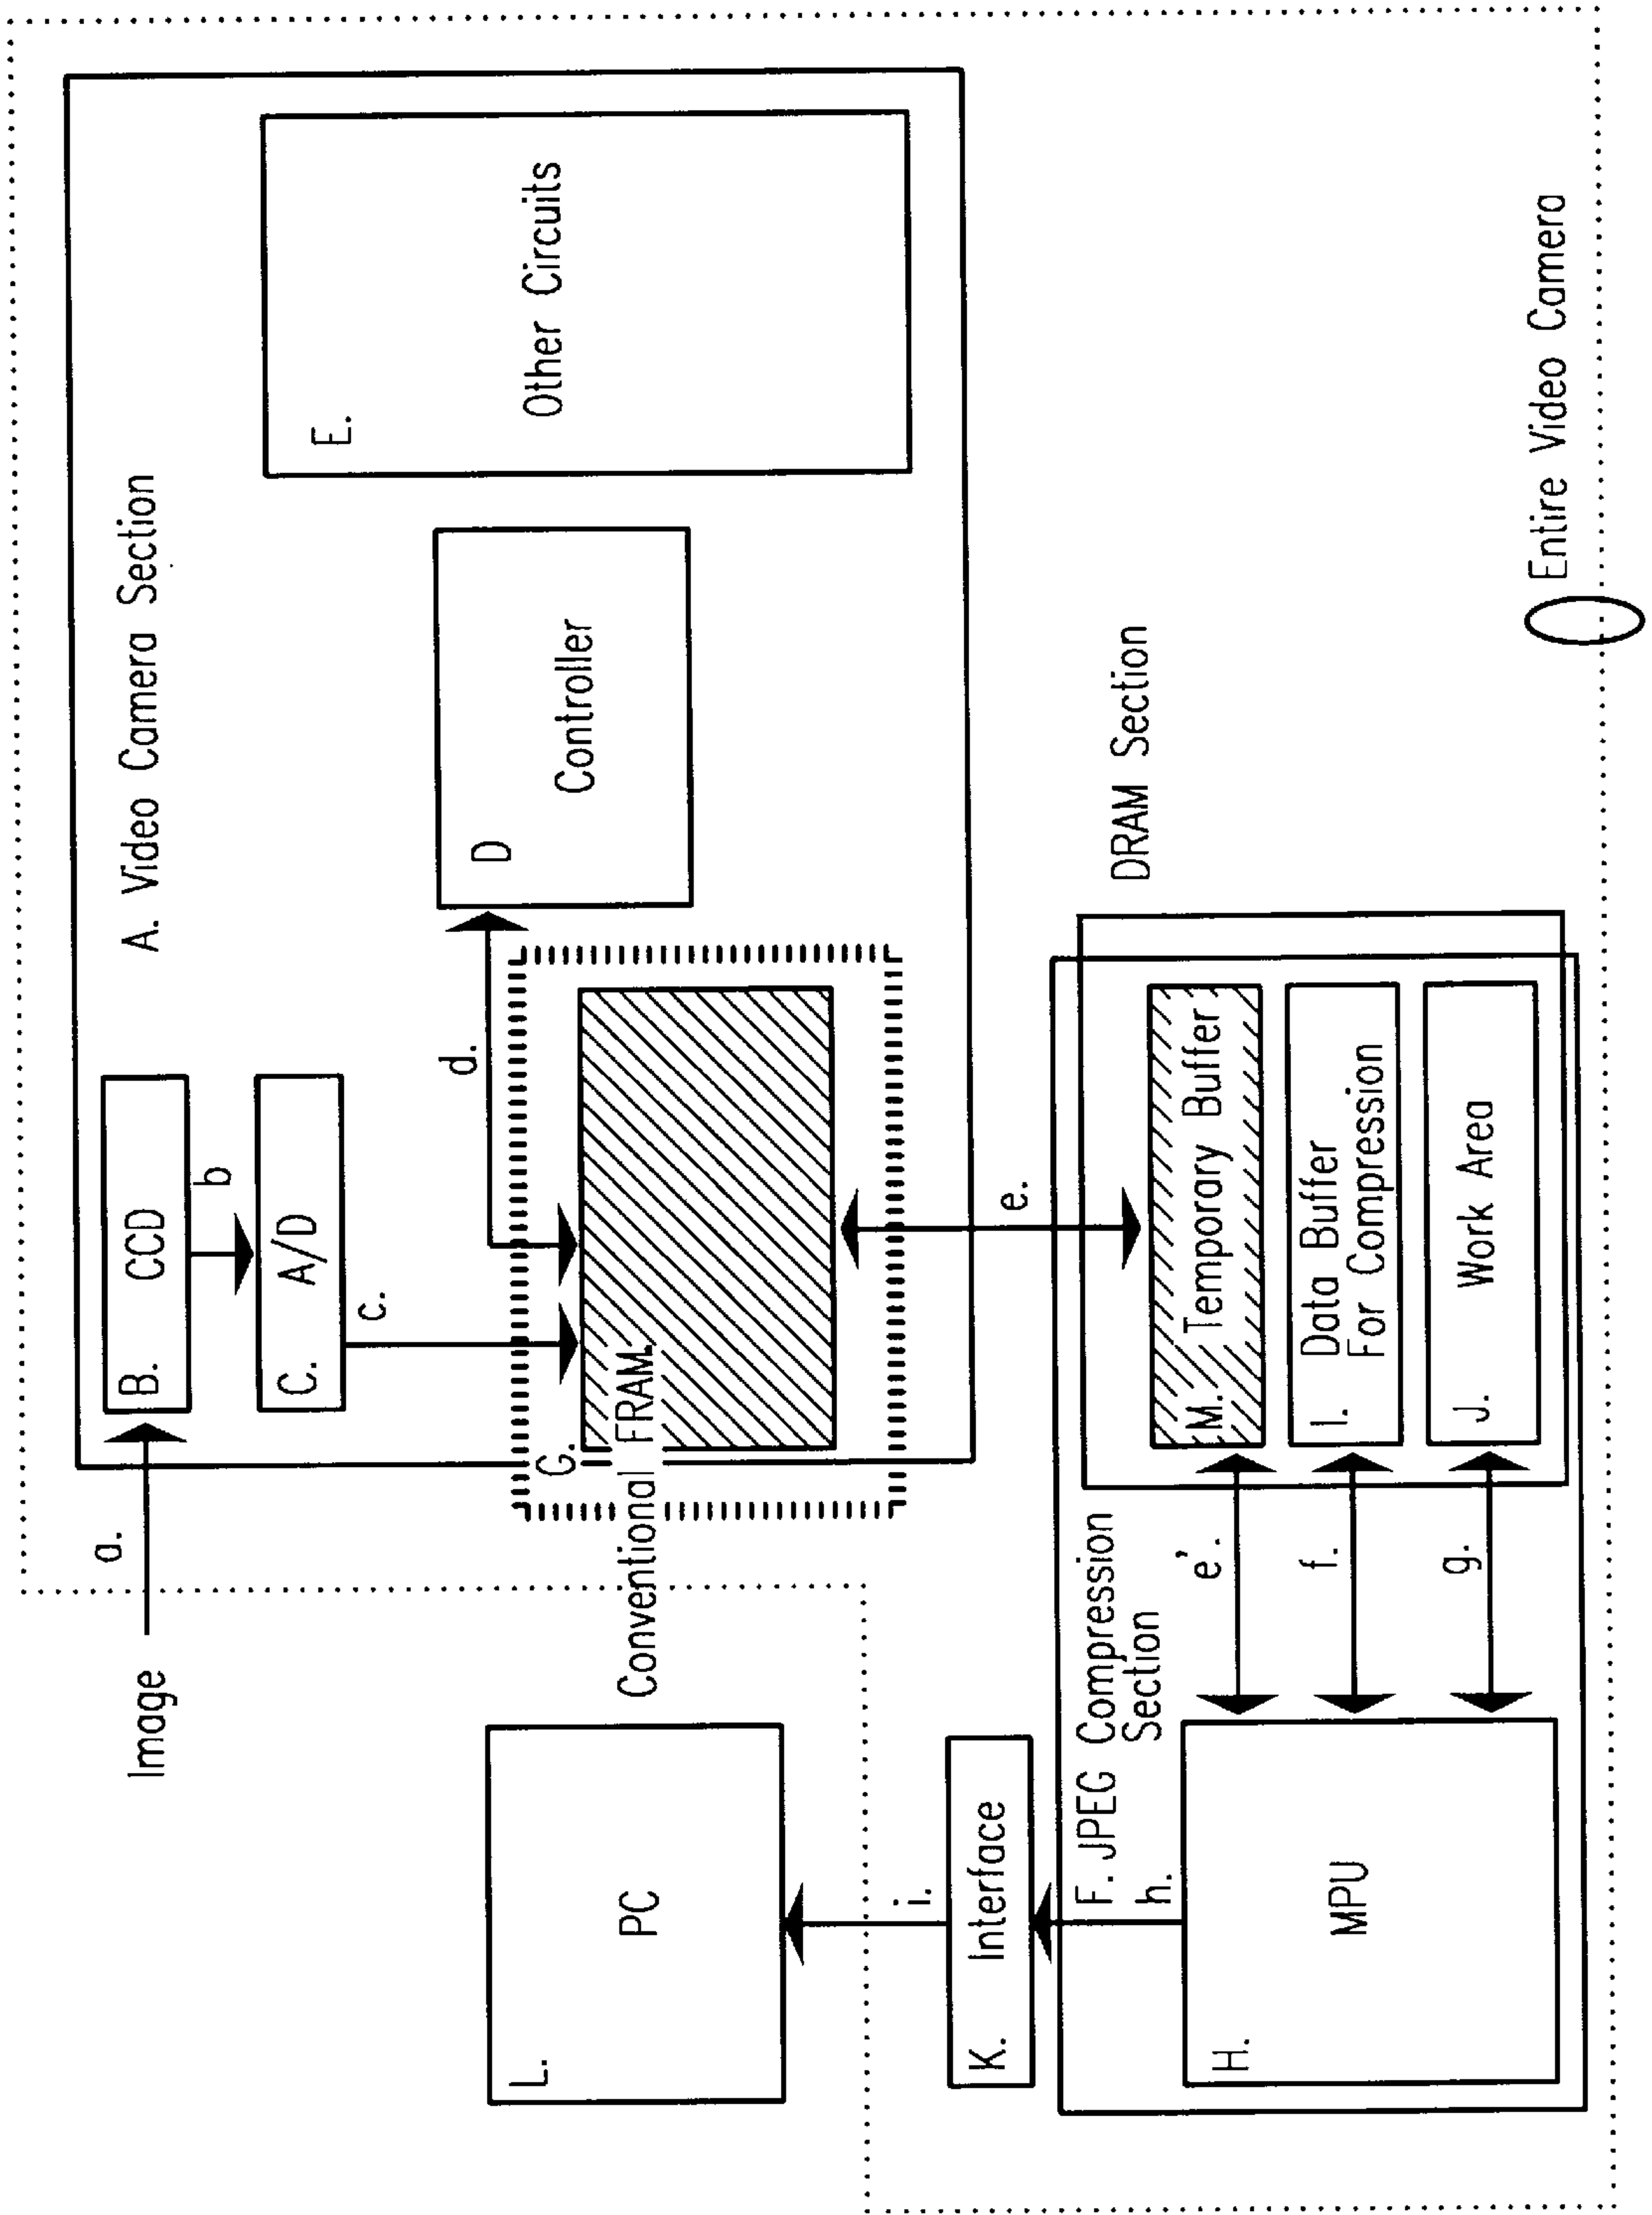 Image
a.
A. Video Camera Section
B. CCD
b
C. A/D
c.
d.
D
Controller
E.
Other Circuits
G.
Conventional FRAM.
L.
PC
i.
K. Interface
e.
DRAM Section
F. JPEG Compression
Section
h.
H.
MPU
e'.
f.
g.
M. Temporary Buffer
I. Data Buffer
For Compression
J. Work Area
Entire Video Camera